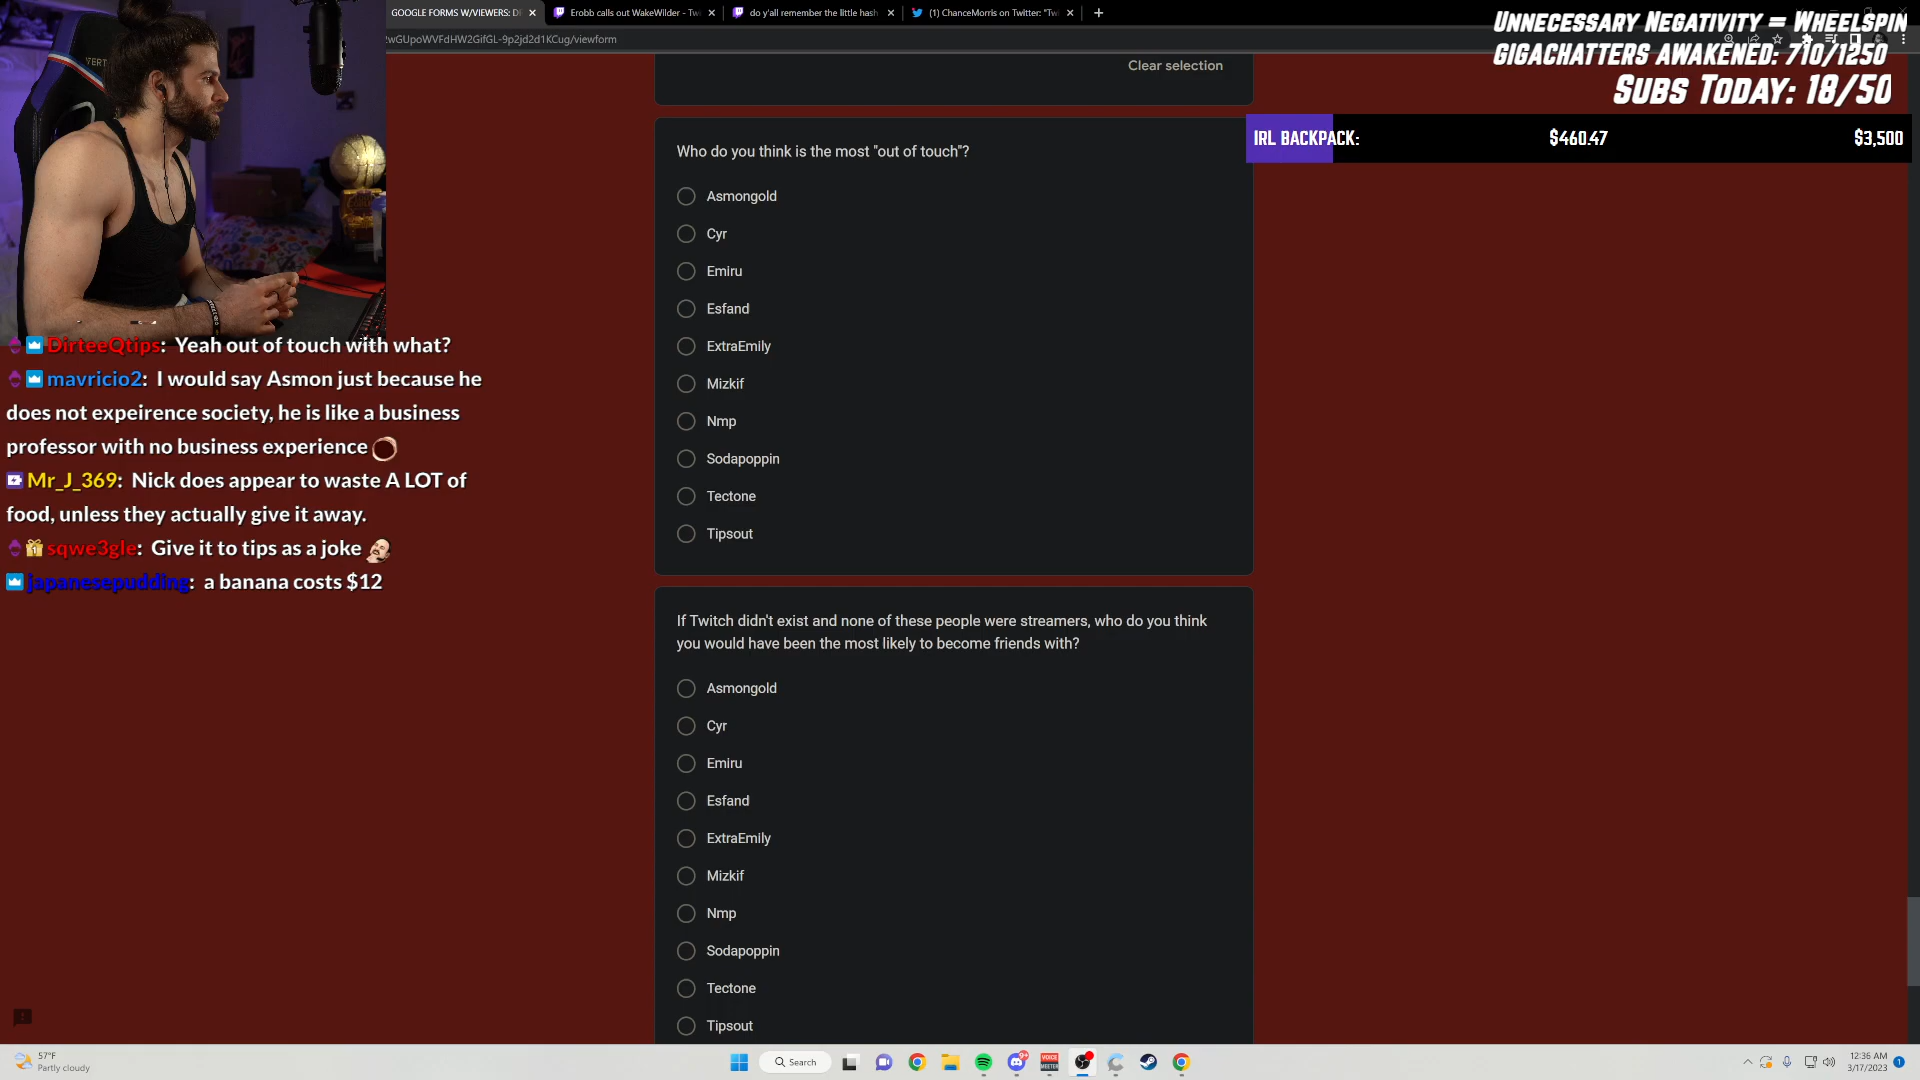 GOOGLE FORMS W/VIEWERS: DI
Erobb calls out WakeWilder - Tw
do y'all remember the little hash
(1) ChanceMorris on Twitter: "Tw
wGUpoWVFdHW2GifGL-9p2jd2d1KCug/viewform
UNNECESSARY NEGATIVITY = WHEELSPIN
GIGACHATTERS AWAKENED: 710/1250
SUBS TODAY: 18/50
IRL BACKPACK: $460.47 $3,500
Clear selection
Who do you think is the most "out of touch"?
Asmongold
Cyr
Emiru
Esfand
ExtraEmily
Mizkif
Nmp
Sodapoppin
Tectone
Tipsout
DirteeQtips: Yeah out of touch with what?
mavricio2: I would say Asmon just because he
does not expeirence society, he is like a business
professor with no business experience
Mr_J_369: Nick does appear to waste A LOT of
food, unless they actually give it away.
sqwe3gle: Give it to tips as a joke
japanesepudding: a banana costs $12
If Twitch didn't exist and none of these people were streamers, who do you think
you would have been the most likely to become friends with?
Asmongold
Cyr
Emiru
Esfand
ExtraEmily
Mizkif
Nmp
Sodapoppin
Tectone
Tipsout
57°F
Partly cloudy
Search
12:36 AM
3/17/2023